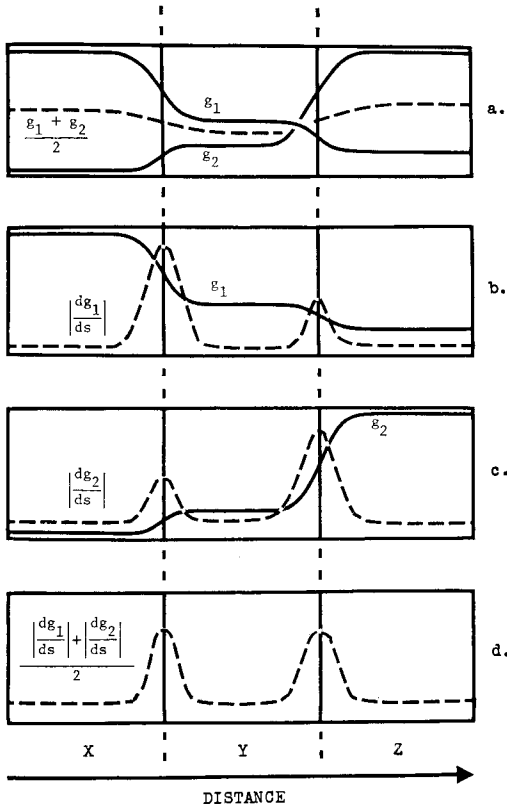 g₁
a.
g₁ + g₂
2
g₂
b.
g₁
|dg₁/ds|
g₂
c.
|dg₂/ds|
|dg₁/ds| + |dg₂/ds|
2
d.
X Y Z
DISTANCE